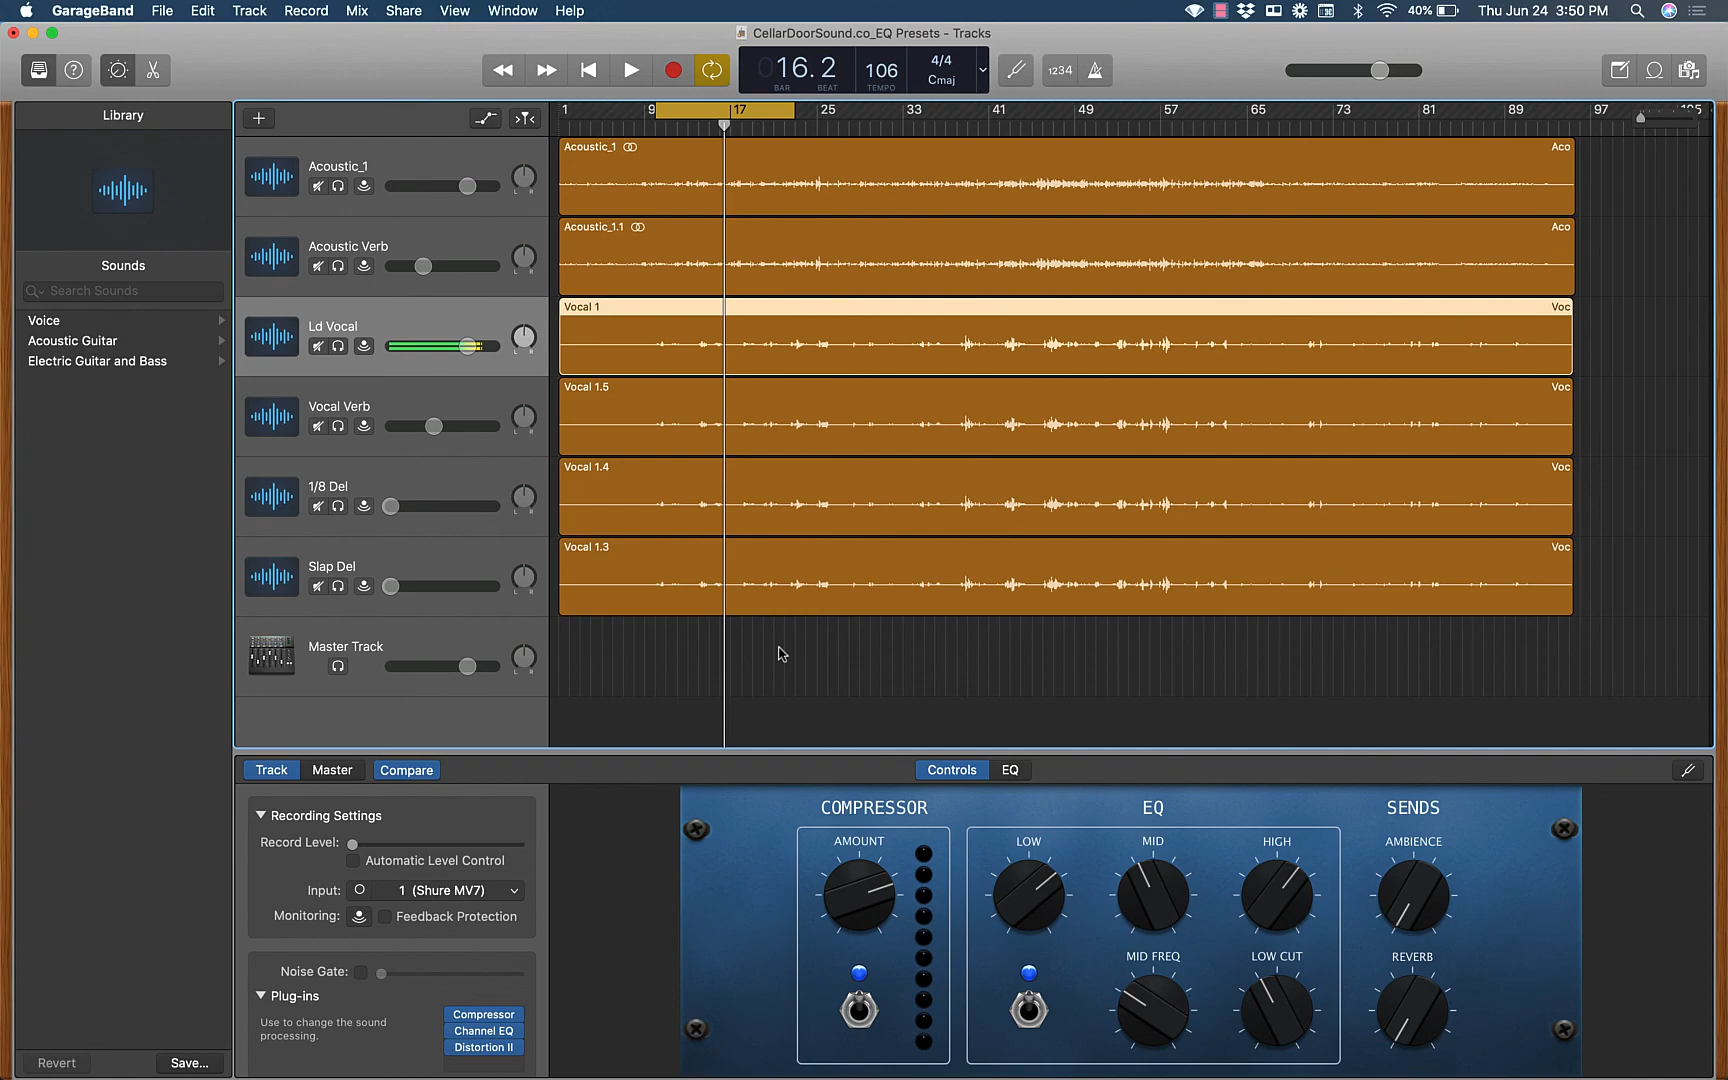 GarageBand File Edit Track Record Mix Share View Window Help 40% Thu Jun 24 3:50 PM
CellarDoorSound.co_EQ Presets - Tracks
016. 2 106 4/4 Cmaj 1234
BAR BEAT TEMPO
Library
1 9 17 25 33 41 49 57 65 73 81 89 97 105
Acoustic_1
L R
Acoustic_1 Aco
Sounds
Search Sounds
Voice
Acoustic Guitar
Electric Guitar and Bass
Acoustic Verb
L R
Acoustic_1.1 Aco
Ld Vocal
L R
Vocal 1 Voc
Vocal Verb
L R
Vocal 1.5 Voc
1/8 Del
L R
Vocal 1.4 Voc
Slap Del
L R
Vocal 1.3 Voc
Master Track
L R
Track Master Compare Controls EQ
Recording Settings
Record Level:
Automatic Level Control
Input: 1 (Shure MV7)
Monitoring: Feedback Protection
Noise Gate:
Plug-ins
Use to change the sound
processing.
Compressor
Channel EQ
Distortion II
COMPRESSOR EQ SENDS
AMOUNT LOW MID HIGH AMBIENCE
MID FREQ LOW CUT REVERB
Revert Save...